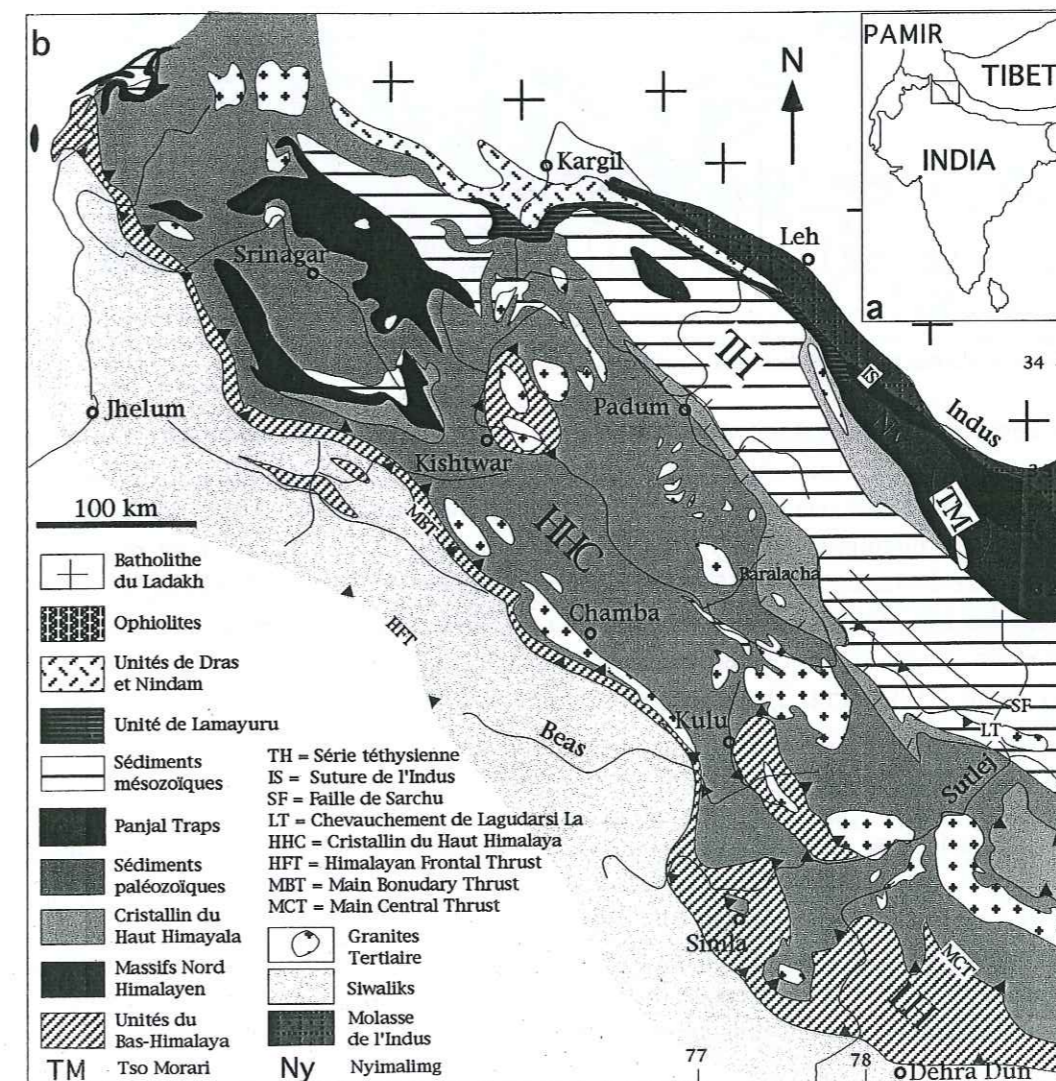 b
PAMIR
TIBET
INDIA
a
N
Kargil
Leh
Srinagar
TH
IS
34
Indus
Jhelum
Padum
Kishtwar
TM
100 km
MBT
HHC
Baralacha
Chamba
HFT
SF
LT
Kulu
Beas
Sutlej
Simla
MCT
LH
77
78
Dehra Dun
Batholithe
du Ladakh
Ophiolites
Unités de Dras
et Nindam
Unité de Lamayuru
Sédiments
mésozoïques
Panjal Traps
Sédiments
paléozoïques
Cristallin du
Haut Himayala
Massifs Nord
Himalayen
Unités du
Bas-Himalaya
TM Tso Morari
TH = Série téthysienne
IS = Suture de l'Indus
SF = Faille de Sarchu
LT = Chevauchement de Lagudarsi La
HHC = Cristallin du Haut Himalaya
HFT = Himalayan Frontal Thrust
MBT = Main Bonudary Thrust
MCT = Main Central Thrust
Granites
Tertiaire
Siwaliks
Molasse
de l'Indus
Ny Nyimalimg